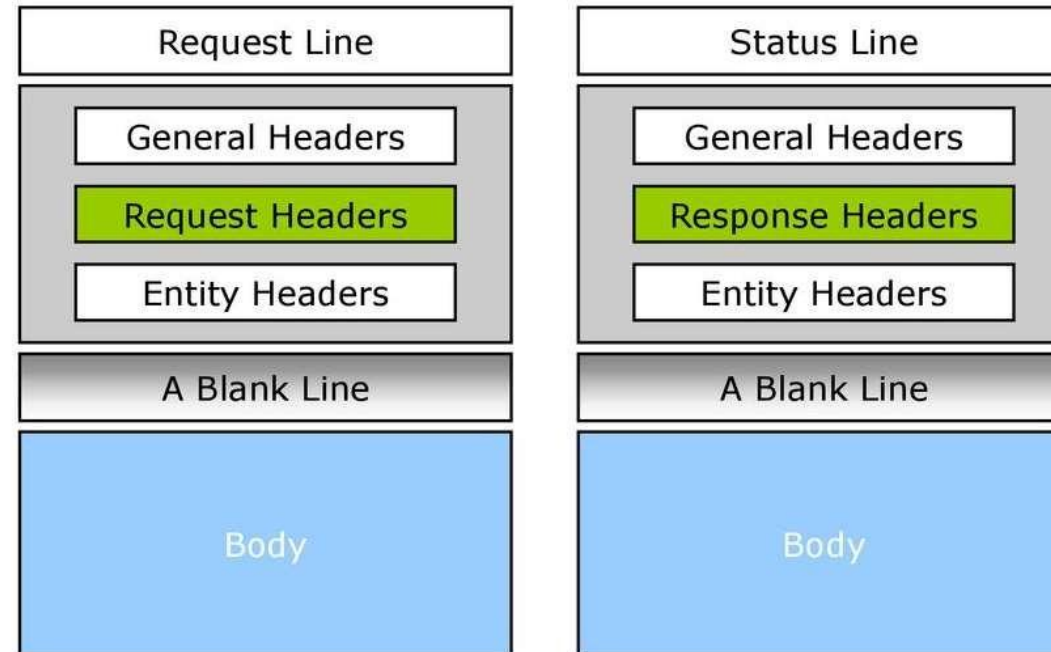 Request Line
General Headers
Request Headers
Entity Headers
A Blank Line
Body
Status Line
General Headers
Response Headers
Entity Headers
A Blank Line
Body